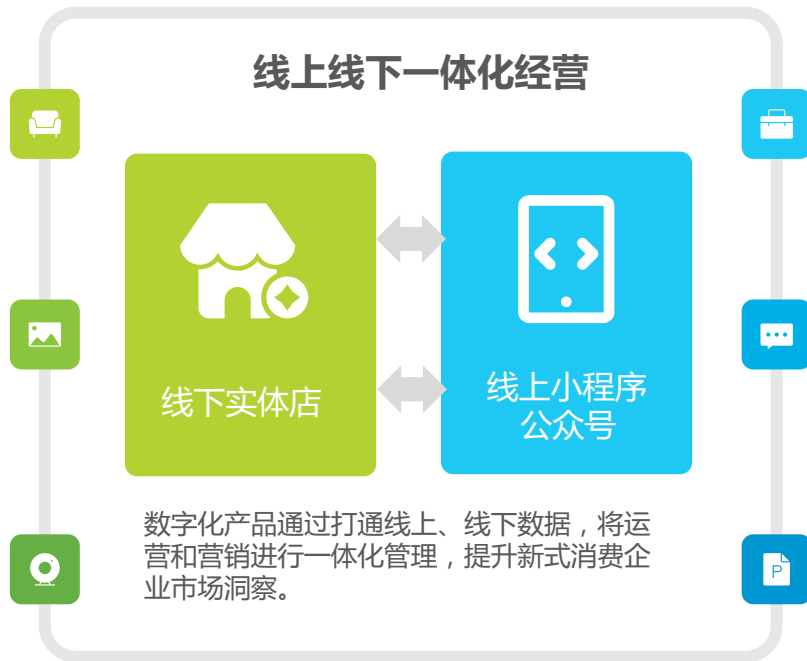 线上线下一体化经营
线下实体店
线上小程序
公众号
数字化产品通过打通线上、线下数据，将运
营和营销进行一体化管理，提升新式消费企
业市场洞察。
P